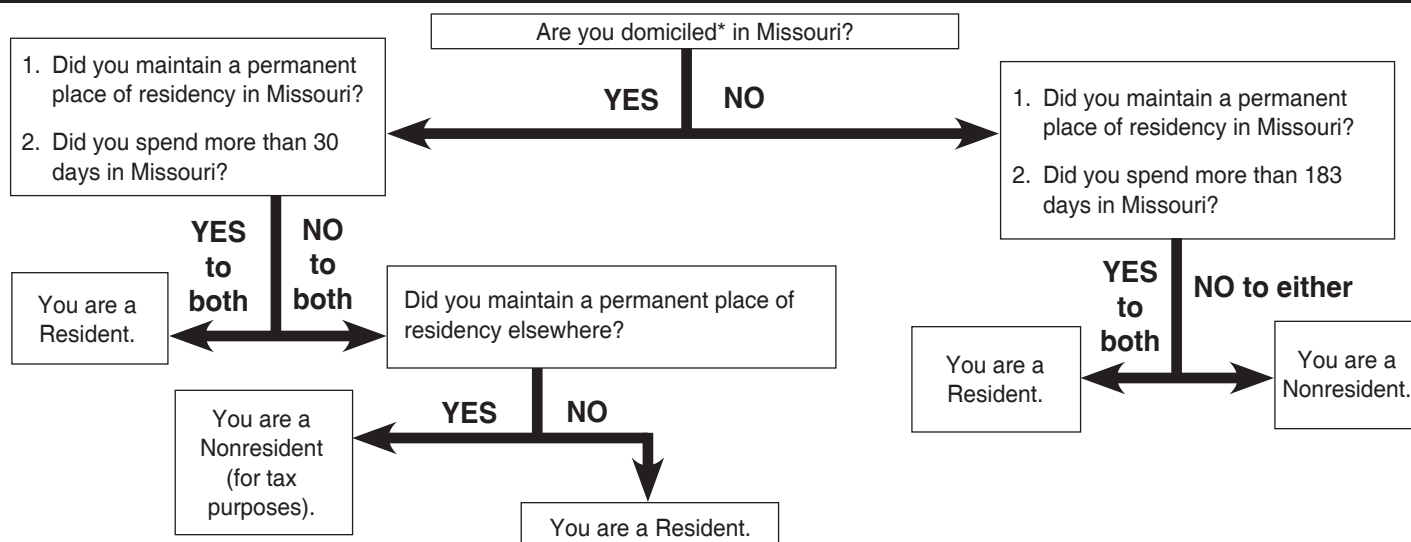 Are you domiciled* in Missouri?
1. Did you maintain a permanent
place of residency in Missouri?
2. Did you spend more than 30
days in Missouri?
YES
NO
1. Did you maintain a permanent
place of residency in Missouri?
2. Did you spend more than 183
days in Missouri?
YES
to
both
NO
to
both
You are a
Resident.
Did you maintain a permanent place of
residency elsewhere?
YES
to
both
NO to either
You are a
Resident.
You are a
Nonresident.
YES
NO
You are a
Nonresident
(for tax
purposes).
You are a Resident.